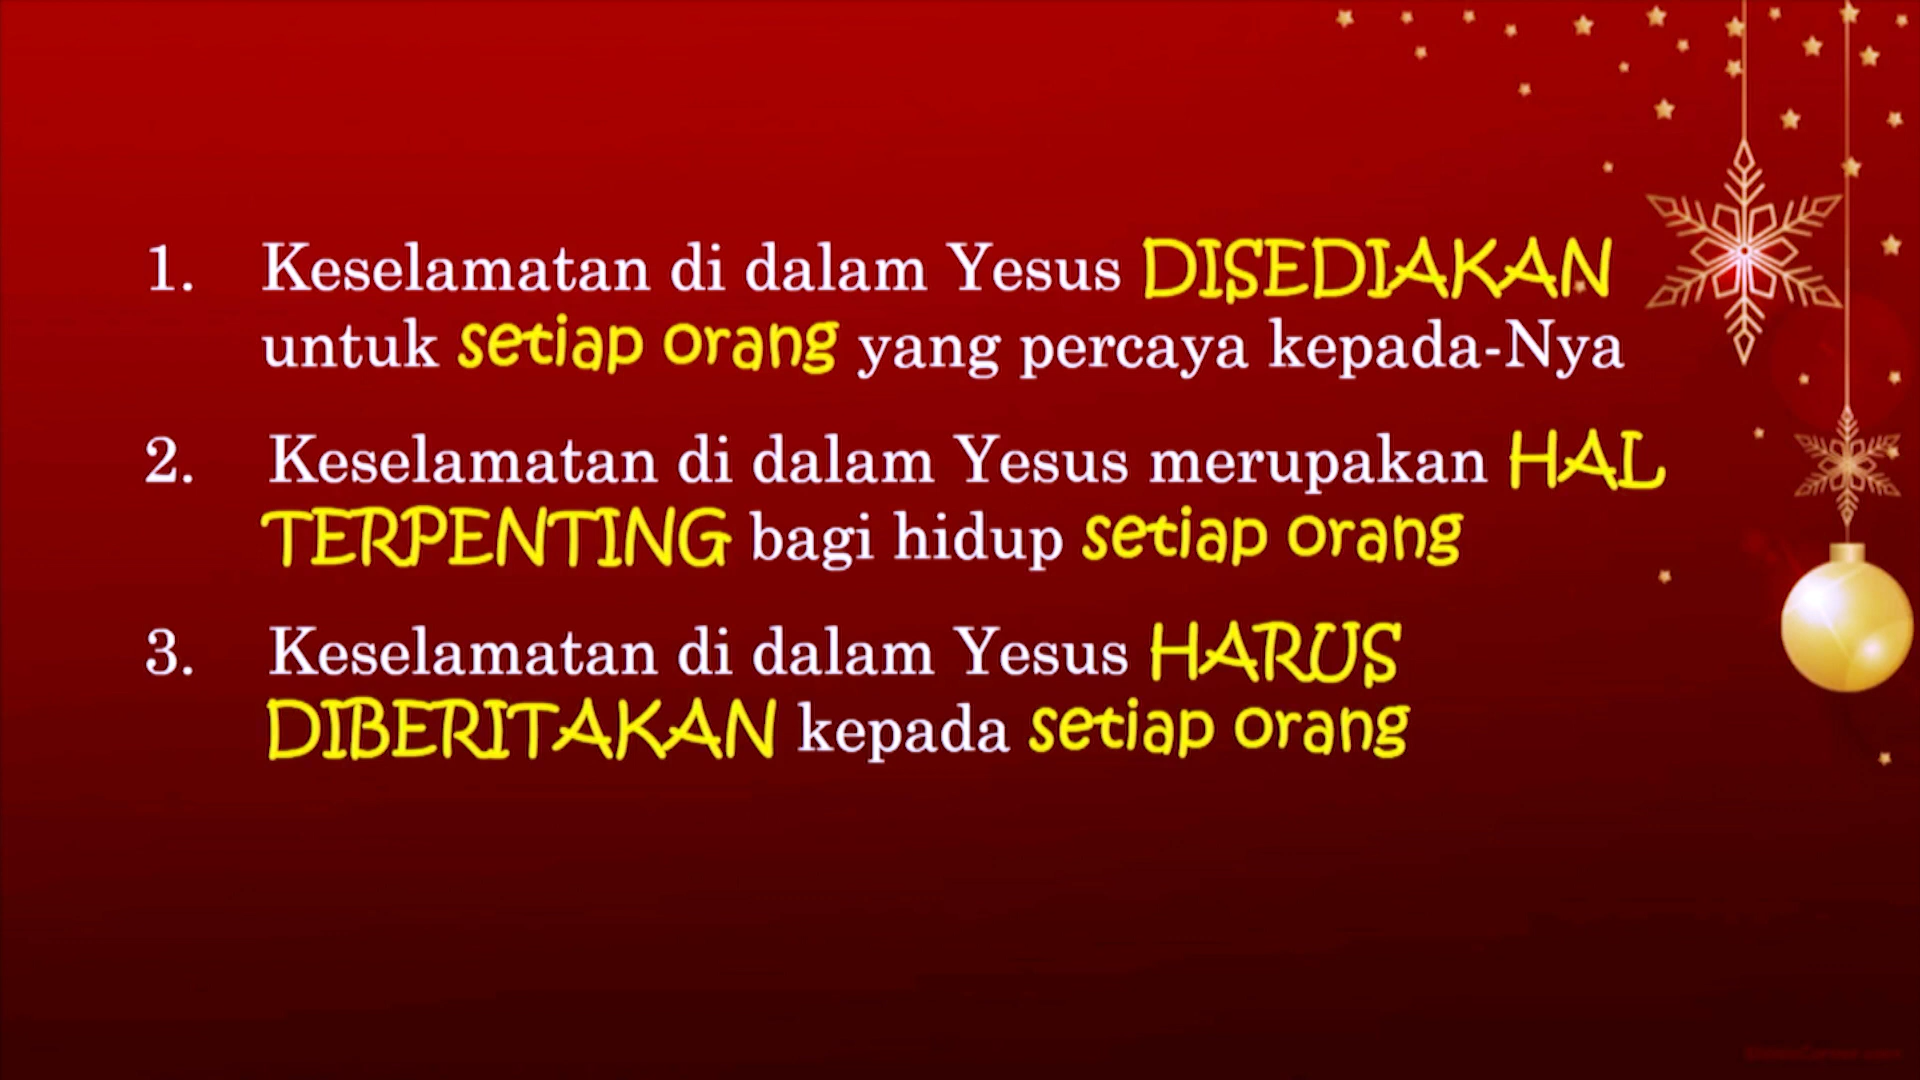 1. Keselamatan di dalam Yesus DISEDIAKAN
untuk setiap orang yang percaya kepada-Nya
2. Keselamatan di dalam Yesus merupakan HAL
TERPENTING bagi hidup setiap orang
3. Keselamatan di dalam Yesus HARUS
DIBERITAKAN kepada setiap orang